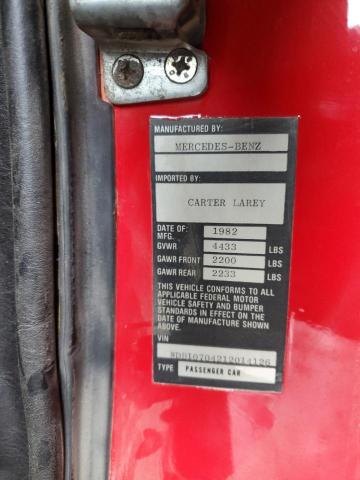 MANUFACTURED BY:
MERCEDES-BENZ
IMPORTED BY:
CARTER LAREY
DATE OF MFG. 1982
GVWR 4433 LBS
GAWR FRONT 2200 LBS
GAWR REAR 2233 LBS
THIS VEHICLE CONFORMS TO ALL
APPLICABLE FEDERAL MOTOR
VEHICLE SAFETY AND BUMPER
STANDARDS IN EFFECT ON THE
DATE OF MANUFACTURE SHOWN
ABOVE.
VIN
WDB10704212014126
TYPE PASSENGER CAR